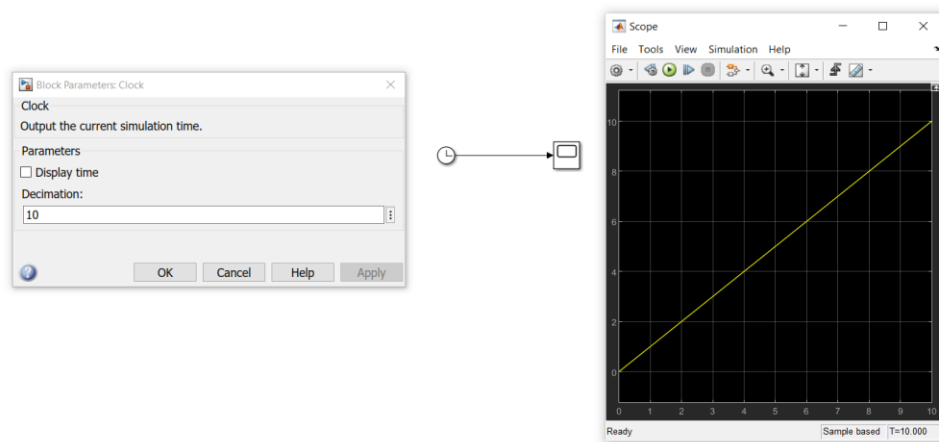 Block Parameters: Clock
Clock
Output the current simulation time.
Parameters
Display time
Decimation:
10
OK Cancel Help Apply
Scope
File Tools View Simulation Help
10
8
6
4
2
0
0 1 2 3 4 5 6 7 8 9 10
Ready Sample based T=10.000